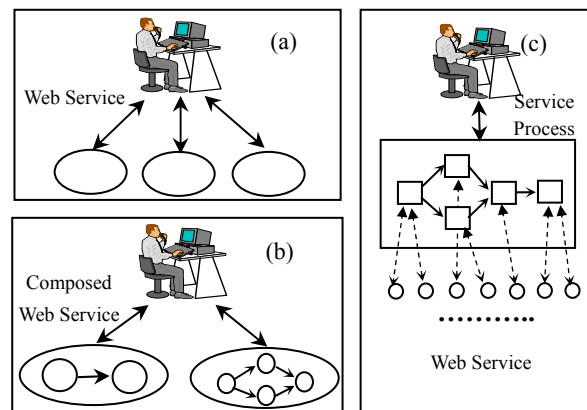 (a)
Web Service
(b)
Composed
Web Service
(c)
Service
Process
Web Service